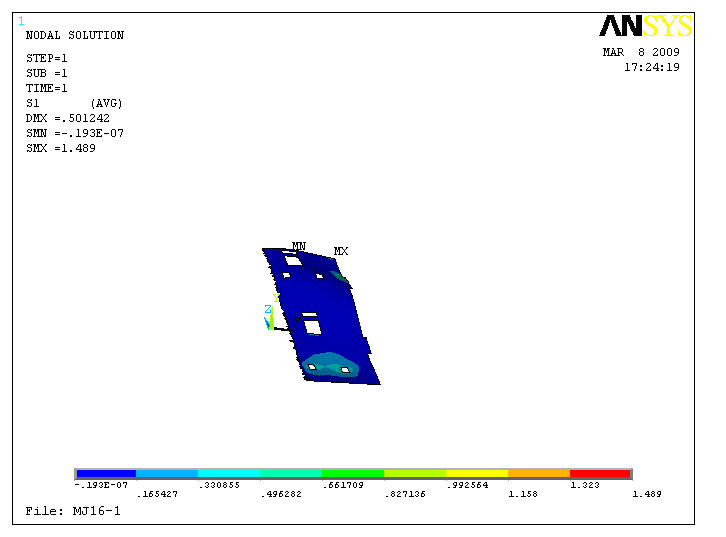 1
NODAL SOLUTION
ANSYS
MAR 8 2009
17:24:19
STEP=1
SUB =1
TIME=1
S1 (AVG)
DMX =.501242
SMN =-.193E-07
SMX =1.489
MN
MX
Z
Y
-.193E-07 .330855 .661709 .992564 1.323
.165427 .496282 .827136 1.158 1.489
File: MJ16-1